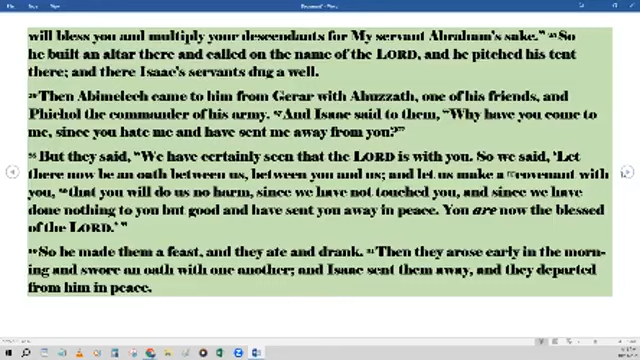 will bless you and multiply your descendants for My servant Abraham's sake." 25 So
he built an altar there and called on the name of the LORD, and he pitched his tent
there; and there Isaac's servants dug a well.
26 Then Abimelech came to him from Gerar with Ahuzzath, one of his friends, and
Phichol the commander of his army. 27 And Isaac said to them, "Why have you come to
me, since you hate me and have sent me away from you?"
28 But they said, "We have certainly seen that the LORD is with you. So we said, 'Let
there now be an oath between us, between you and us; and let us make a covenant with
you, 29 that you will do us no harm, since we have not touched you, and since we have
done nothing to you but good and have sent you away in peace. You are now the blessed
of the LORD.' "
30 So he made them a feast, and they ate and drank. 31 Then they arose early in the morn-
ing and swore an oath with one another; and Isaac sent them away, and they departed
from him in peace.